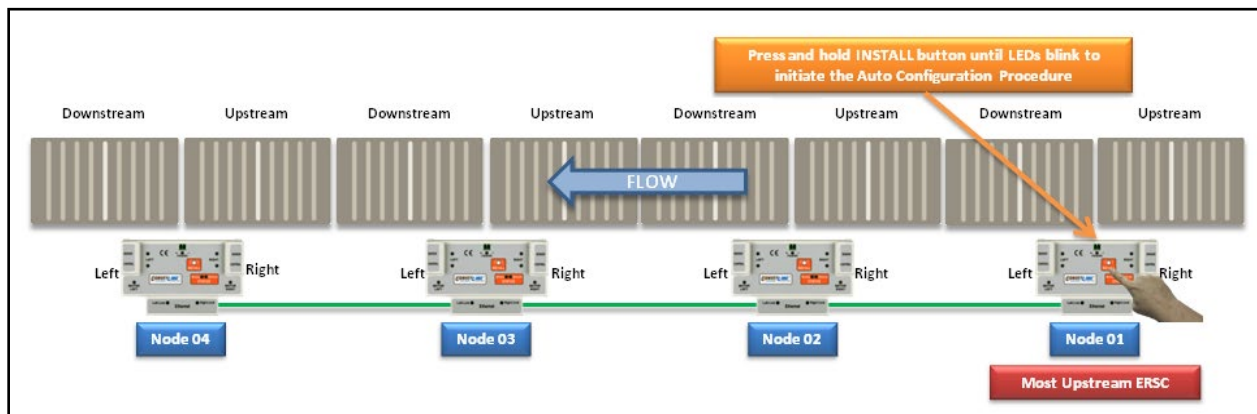 Press and hold INSTALL button until LEDs blink to
initiate the Auto Configuration Procedure
Downstream Upstream Downstream Upstream Downstream Upstream Downstream Upstream
FLOW
Left Right Left Right Left Right Left Right
Node 04 Node 03 Node 02 Node 01
Most Upstream ERSC